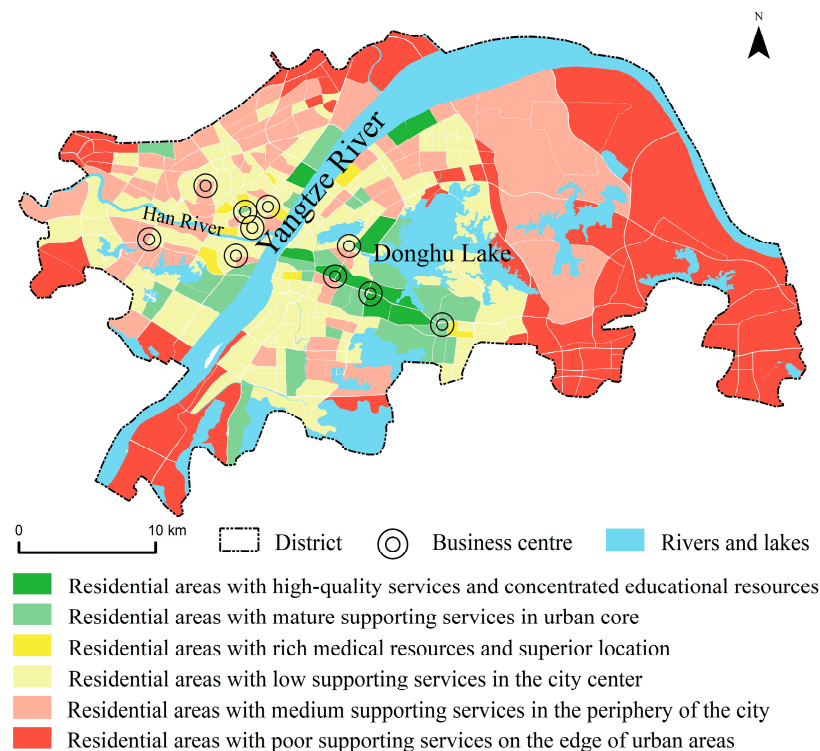 N
Yangtze River
Han River
Donghu Lake
0 10 km
District
Business centre
Rivers and lakes
Residential areas with high-quality services and concentrated educational resources
Residential areas with mature supporting services in urban core
Residential areas with rich medical resources and superior location
Residential areas with low supporting services in the city center
Residential areas with medium supporting services in the periphery of the city
Residential areas with poor supporting services on the edge of urban areas